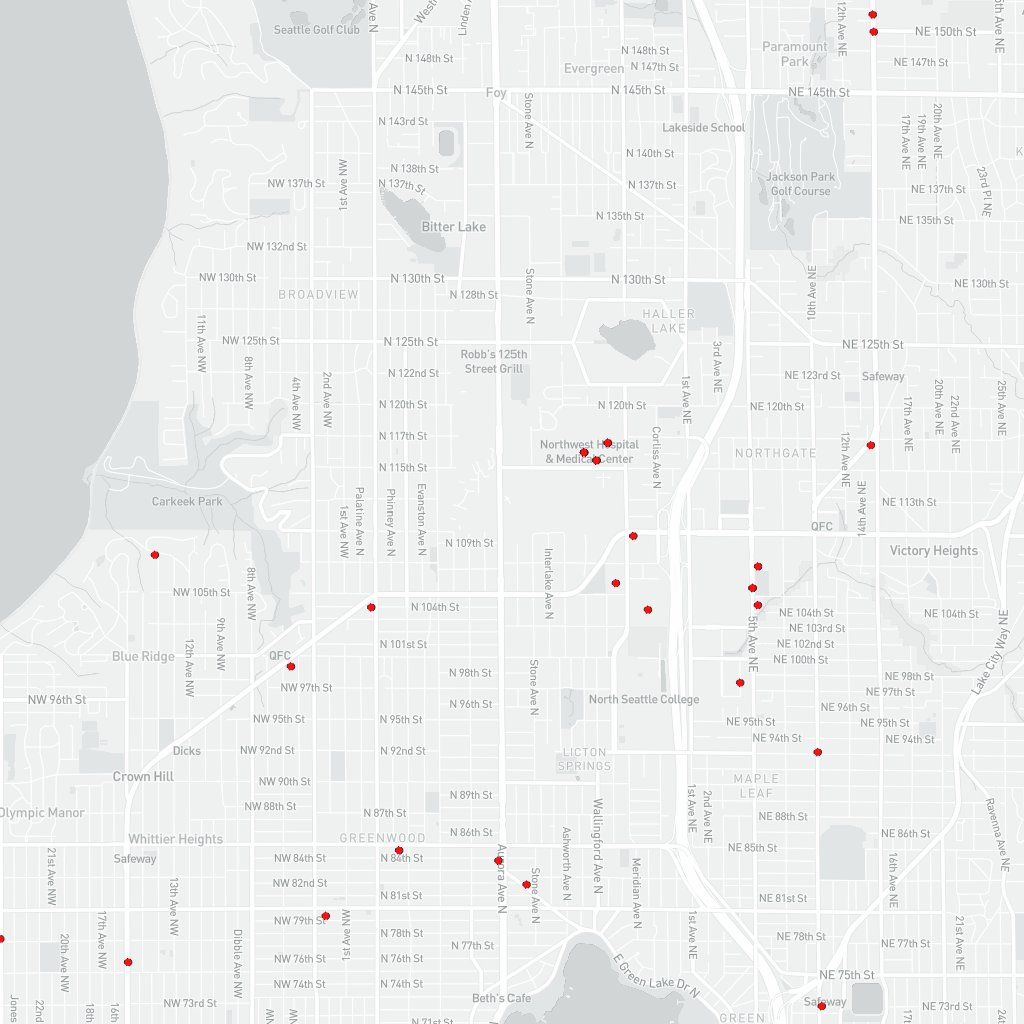 Ave N
West
Linden
12th Ave NE
5th Ave NE
Seattle Golf Club
N 148th St
N 148th St
NE 150th St
Paramount
Park
Evergreen
N 147th St
NE 147th St
N 145th St
Foy
N 145th St
NE 145th St
N 143rd St
Stone Ave N
Lakeside School
17th Ave NE
19th Ave NE
20th Ave NE
N 140th St
N 138th St
1st Ave NW
NW 137th St
N 137th St
N 137th St
Jackson Park
Golf Course
NE 137th St
23rd Pl NE
Bitter Lake
N 135th St
NE 135th St
NW 132nd St
NW 130th St
N 130th St
N 130th St
10th Ave NE
NE 130th St
BROADVIEW
N 128th St
Stone Ave N
HALLER
LAKE
11th Ave NW
NW 125th St
N 125th St
NE 125th St
Robb's 125th
Street Grill
8th Ave NW
4th Ave NW
2nd Ave NW
N 122nd St
3rd Ave NE
1st Ave NE
NE 123rd St
Safeway
N 120th St
N 120th St
NE 120th St
17th Ave NE
20th Ave NE
22nd Ave NE
25th Ave NE
N 117th St
Northwest Hospital
& Medical Center
Corliss Ave N
NORTHGATE
12th Ave NE
N 115th St
Carkeek Park
Palatine Ave N
1st Ave NW
Phinney Ave N
Evanston Ave N
14th Ave NE
NE 113th St
QFC
N 109th St
Interlake Ave N
Victory Heights
8th Ave NW
NW 105th St
N 104th St
5th Ave NE
NE 104th St
NE 103rd St
NE 102nd St
NE 100th St
NE 104th St
Lake City Way NE
9th Ave NW
12th Ave NW
Blue Ridge
QFC
N 101st St
N 98th St
Stone Ave N
North Seattle College
NE 98th St
NE 97th St
NE 96th St
NW 97th St
NW 96th St
N 96th St
NW 95th St
N 95th St
NE 95th St
NE 95th St
NE 94th St
NE 94th St
Dicks
NW 92nd St
N 92nd St
LICTON
SPRINGS
Crown Hill
NW 90th St
N 89th St
MAPLE
LEAF
1st Ave NE
2nd Ave NE
Wallingford Ave N
Ravenna Ave NE
Olympic Manor
NW 88th St
N 87th St
NE 88th St
Whittier Heights
GREENWOOD
N 86th St
NE 86th St
Safeway
NW 84th St
N 84th St
Aurora Ave N
Ashworth Ave N
Meridian Ave N
NE 85th St
16th Ave NE
21st Ave NW
13th Ave NW
NW 82nd St
N 81st St
Stone Ave N
NE 81st St
17th Ave NW
NW 79th St
1st Ave NW
1st Ave NE
21st Ave NE
20th Ave NW
Dibble Ave NW
N 78th St
N 77th St
NE 78th St
NE 77th St
NW 76th St
N 76th St
E Green Lake Dr N
NE 75th St
NW 74th St
N 74th St
Jones
22nd
18th
16th
NW 73rd St
Beth's Cafe
Safeway
NE 73rd St
NW
NW
N 71st St
GREEN
17th
24th